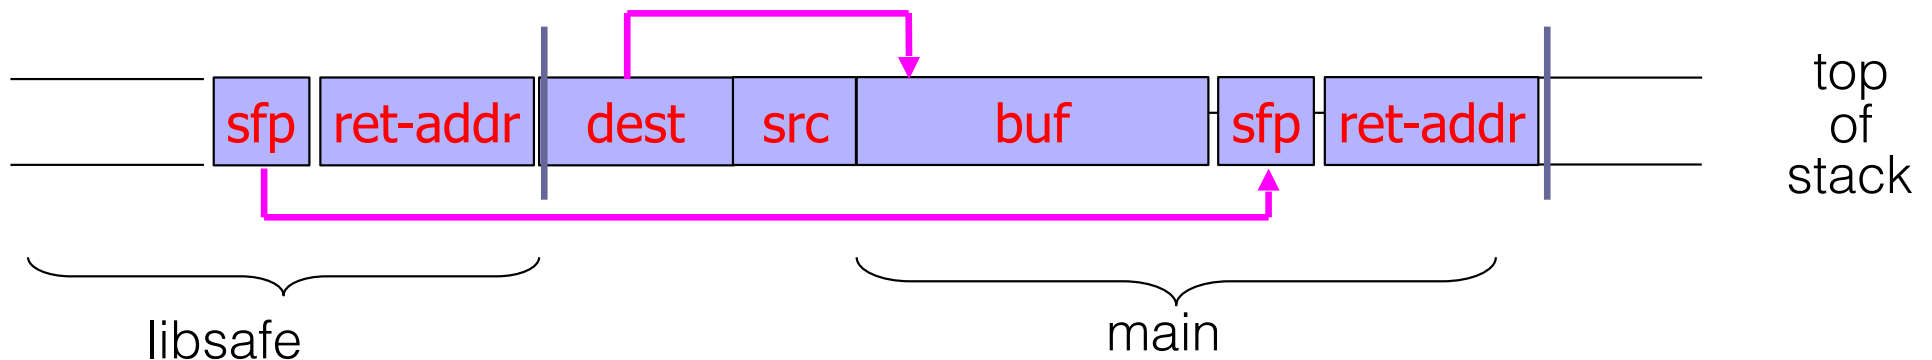 sfp ret-addr dest src buf sfp ret-addr
top
of
stack
libsafe
main